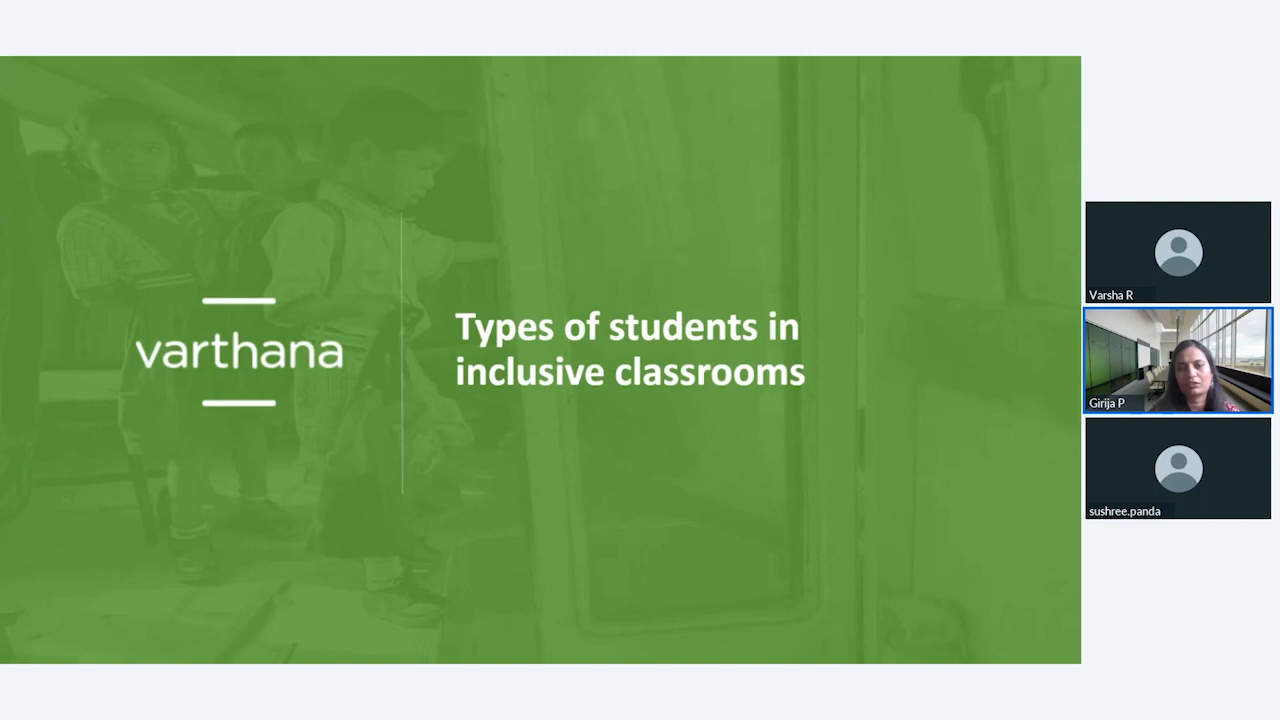 varthana
Types of students in
inclusive classrooms
Varsha R
Girija P
sushree.panda